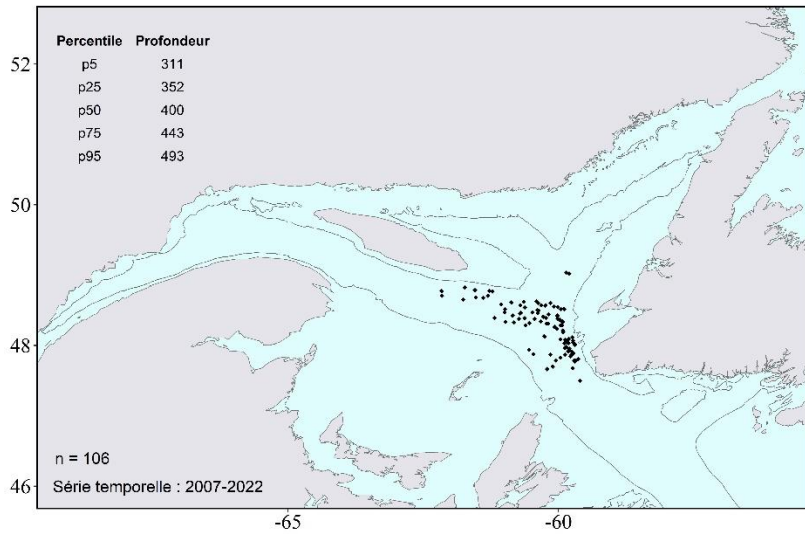 Percentile Profondeur
p5 311
p25 352
p50 400
p75 443
p95 493
52
50
48
46
n = 106
Série temporelle : 2007-2022
-65 -60